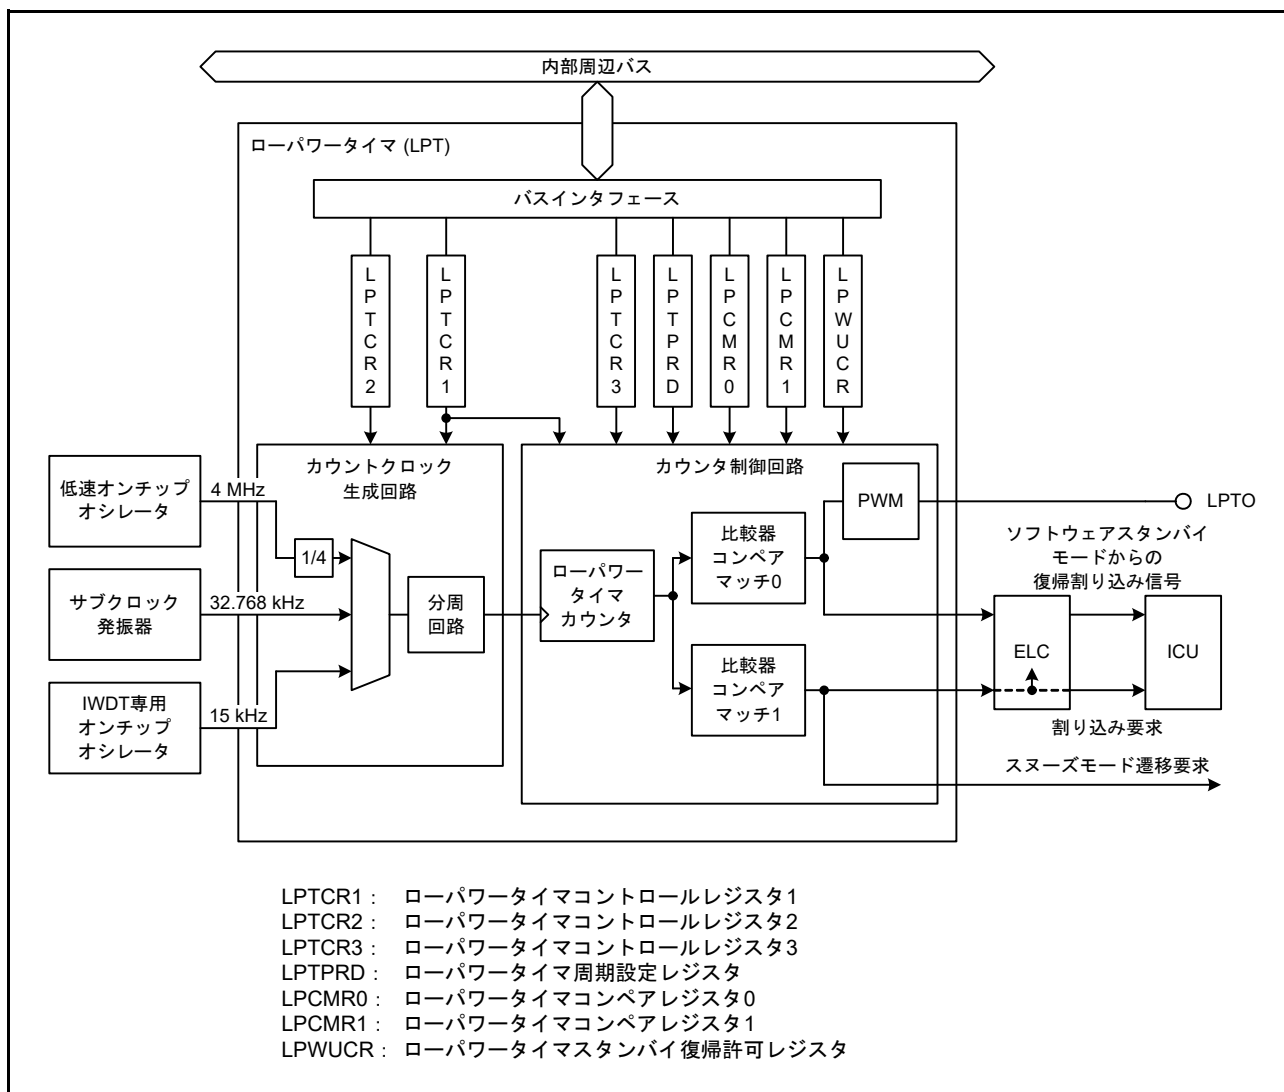 内部周辺バス
ローパワータイマ (LPT)
バスインタフェース
LPTCR2
LPTCR1
LPTCR3
LPTPRD
LPCMR0
LPCMR1
LPWUCR
カウントクロック
生成回路
カウンタ制御回路
低速オンチップ
オシレータ
4 MHz
1/4
サブクロック
発振器
32.768 kHz
IWDT専用
オンチップ
オシレータ
15 kHz
分周
回路
ローパワー
タイマ
カウンタ
比較器
コンペア
マッチ0
比較器
コンペア
マッチ1
PWM
LPTO
ソフトウェアスタンバイ
モードからの
復帰割り込み信号
ELC
ICU
割り込み要求
スヌーズモード遷移要求
LPTCR1 : ローパワータイマコントロールレジスタ1
LPTCR2 : ローパワータイマコントロールレジスタ2
LPTCR3 : ローパワータイマコントロールレジスタ3
LPTPRD : ローパワータイマ周期設定レジスタ
LPCMR0 : ローパワータイマコンペアレジスタ0
LPCMR1 : ローパワータイマコンペアレジスタ1
LPWUCR : ローパワータイマスタンバイ復帰許可レジスタ